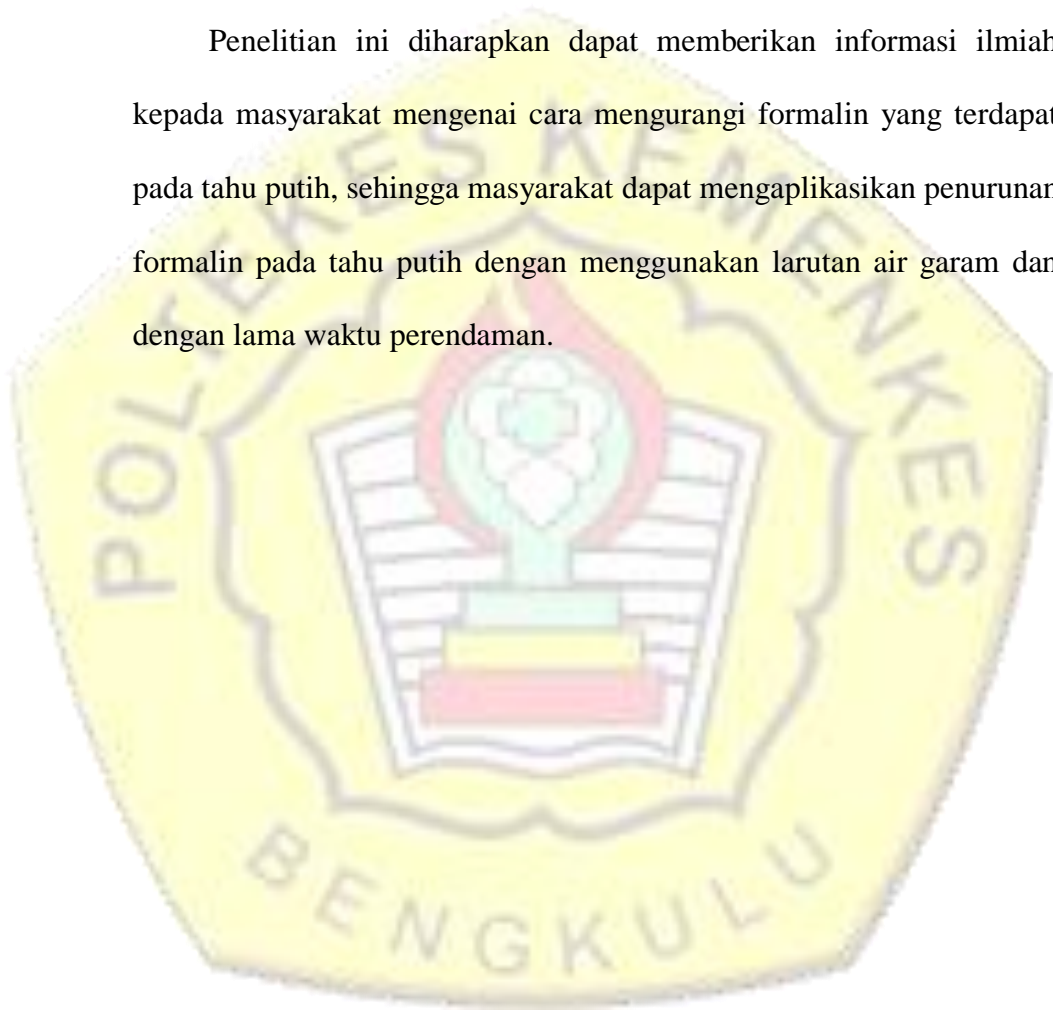 Penelitian ini diharapkan dapat memberikan informasi ilmiah
kepada masyarakat mengenai cara mengurangi formalin yang terdapat
pada tahu putih, sehingga masyarakat dapat mengaplikasikan penurunan
formalin pada tahu putih dengan menggunakan larutan air garam dan
dengan lama waktu perendaman.
POLTEKES KEMENKES
BENGKULU